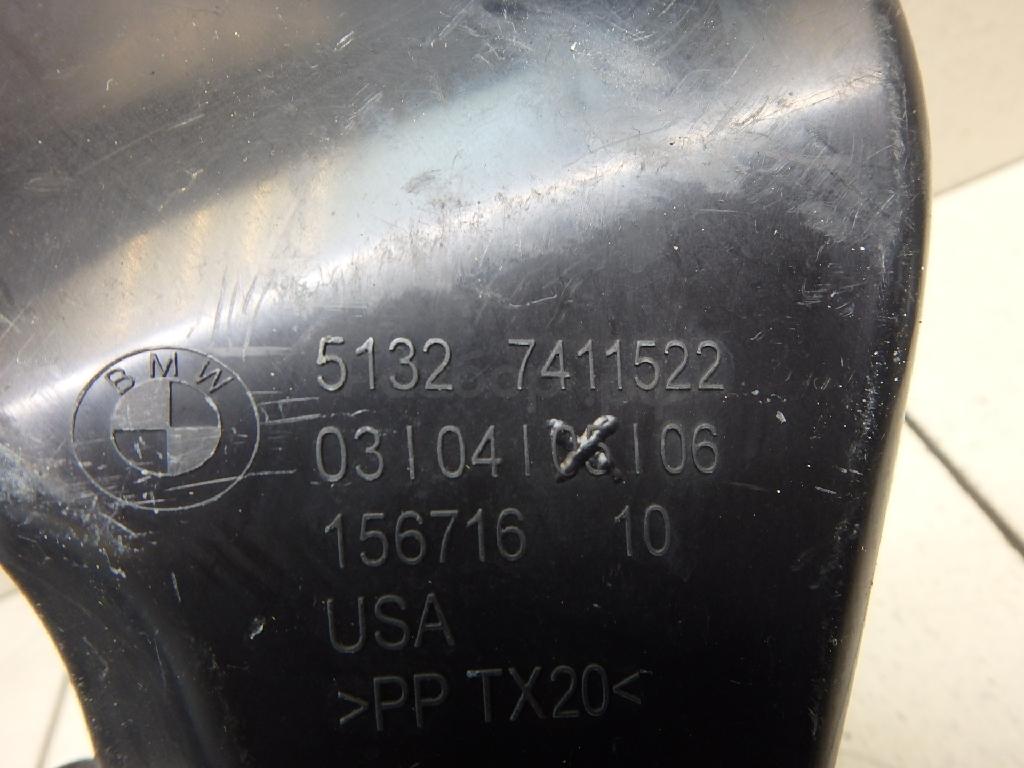 BMW
5132 7411522
03|04|05|06
156716 10
USA
>PP TX20<